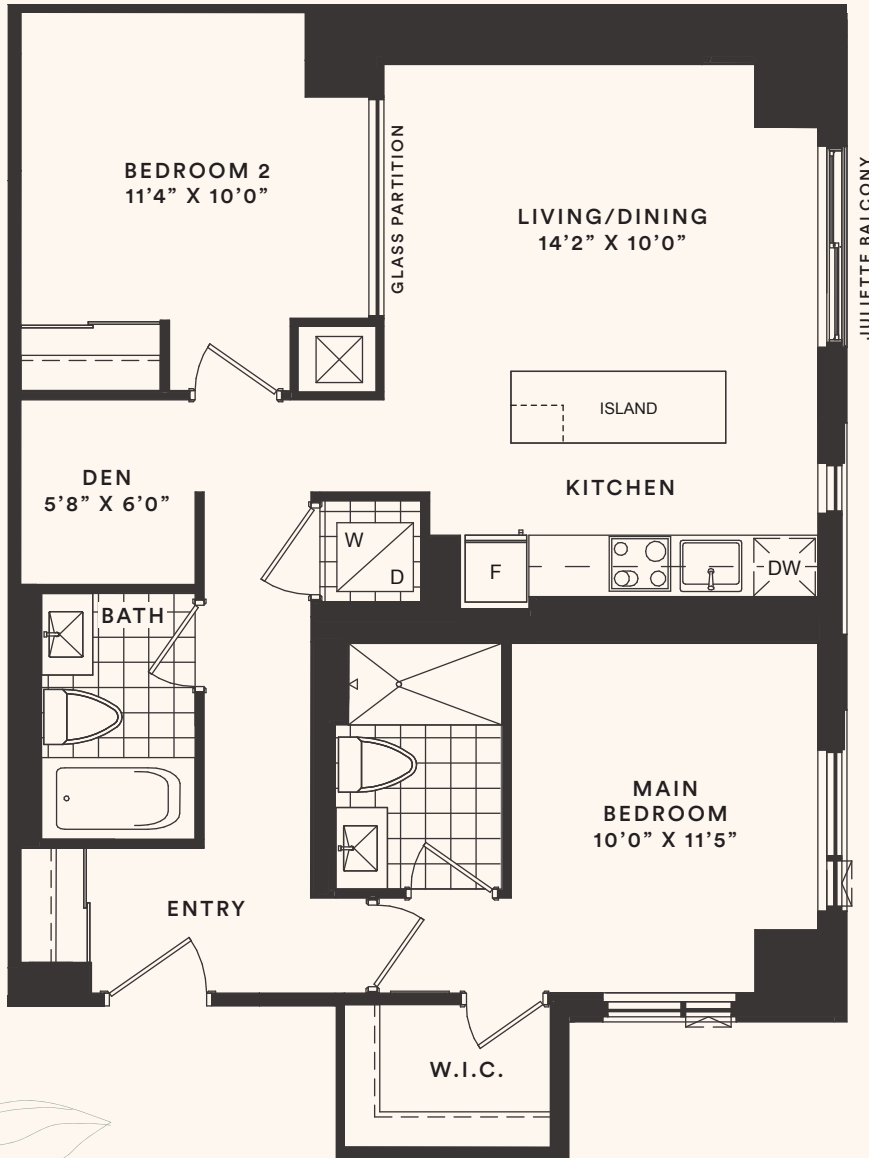 BEDROOM 2
11’4” X 10’0”
GLASS PARTITION
LIVING/DINING
14’2” X 10’0”
JULIETTE BALCONY
ISLAND
DEN
5’8” X 6’0”
KITCHEN
W
D
F
DW
BATH
MAIN
BEDROOM
10’0” X 11’5”
ENTRY
W.I.C.